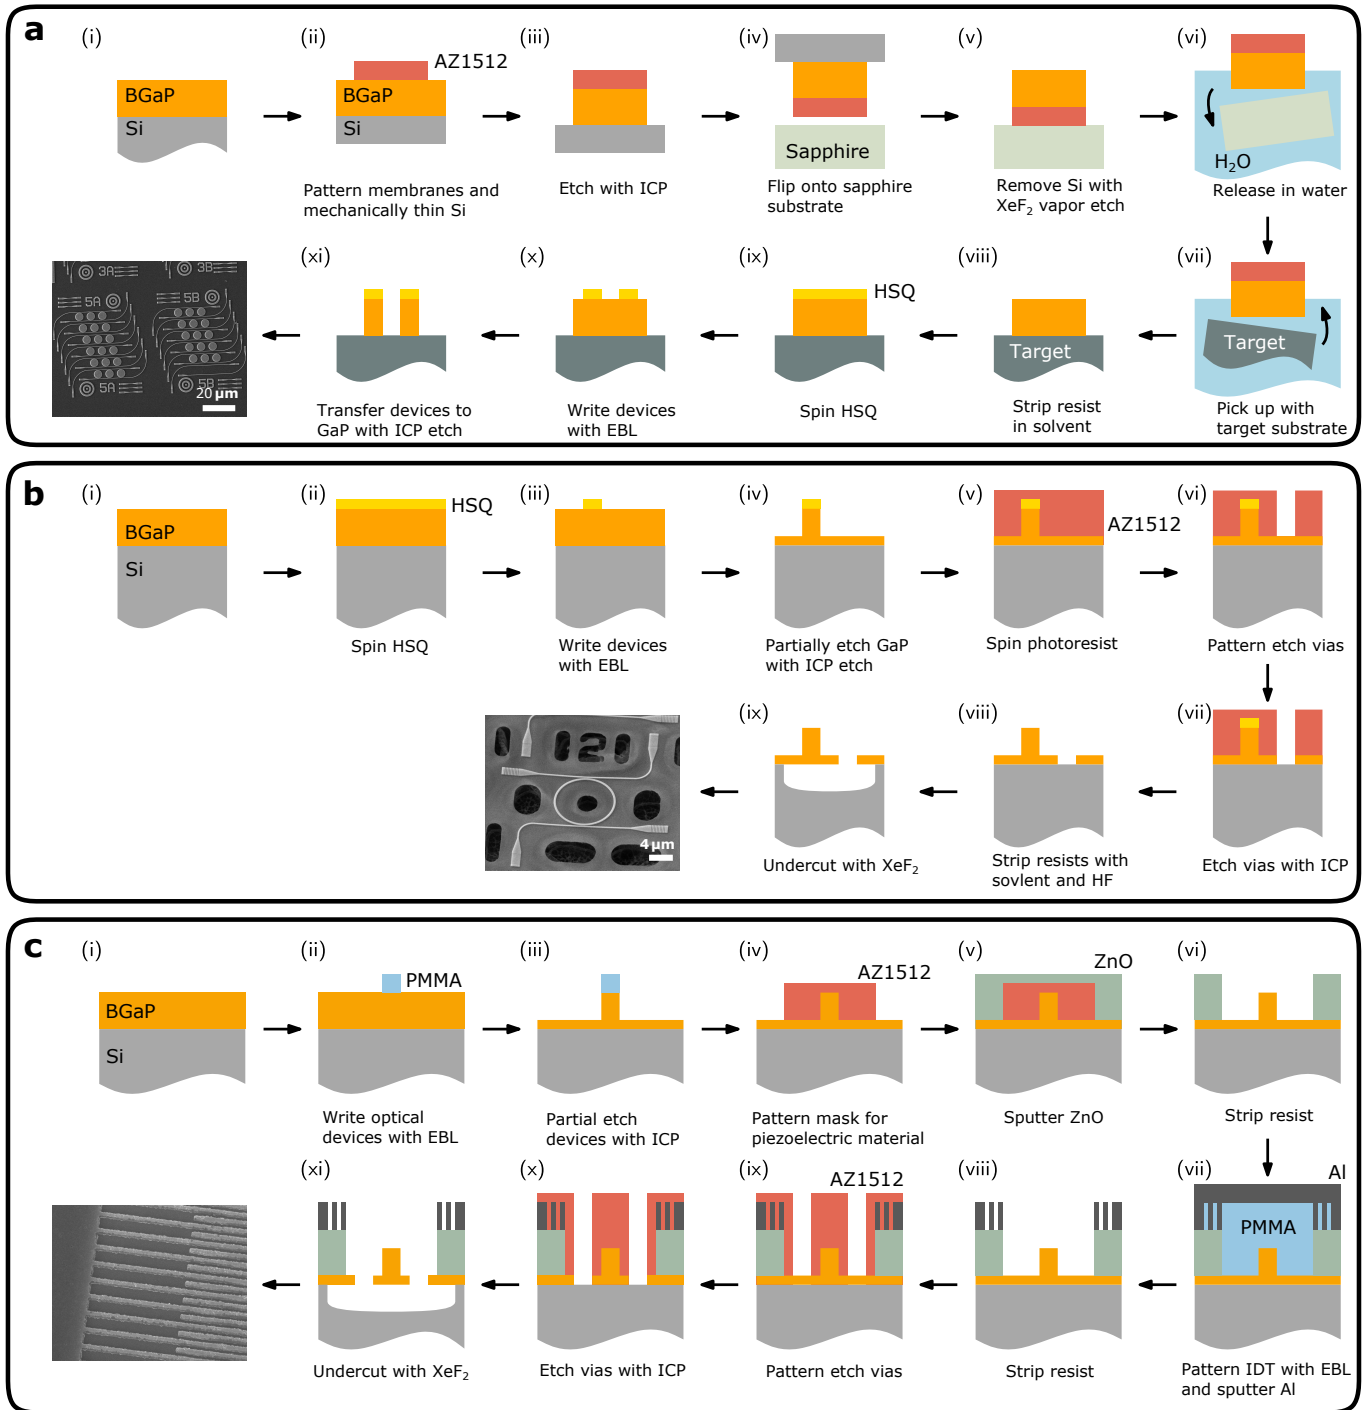 a
(i)
(ii)
(iii)
(iv)
(v)
(vi)
AZ1512
BGaP
Si
BGaP
Si
Sapphire
H₂O
Pattern membranes and
mechanically thin Si
Etch with ICP
Flip onto sapphire
substrate
Remove Si with
XeF₂ vapor etch
Release in water
(xi)
(x)
(ix)
(viii)
(vii)
HSQ
Target
Target
3A
3B
5A
5B
5A
5B
20 μm
Transfer devices to
GaP with ICP etch
Write devices
with EBL
Spin HSQ
Strip resist
in solvent
Pick up with
target substrate
b
(i)
(ii)
(iii)
(iv)
(v)
(vi)
HSQ
AZ1512
BGaP
Si
Spin HSQ
Write devices
with EBL
Partially etch GaP
with ICP etch
Spin photoresist
Pattern etch vias
(ix)
(viii)
(vii)
121
4 μm
Undercut with XeF₂
Strip resists with
sovlent and HF
Etch vias with ICP
c
(i)
(ii)
(iii)
(iv)
(v)
(vi)
PMMA
AZ1512
ZnO
BGaP
Si
Write optical
devices with EBL
Partial etch
devices with ICP
Pattern mask for
piezoelectric material
Sputter ZnO
Strip resist
(xi)
(x)
(ix)
(viii)
(vii)
AZ1512
Al
PMMA
Undercut with XeF₂
Etch vias with ICP
Pattern etch vias
Strip resist
Pattern IDT with EBL
and sputter Al